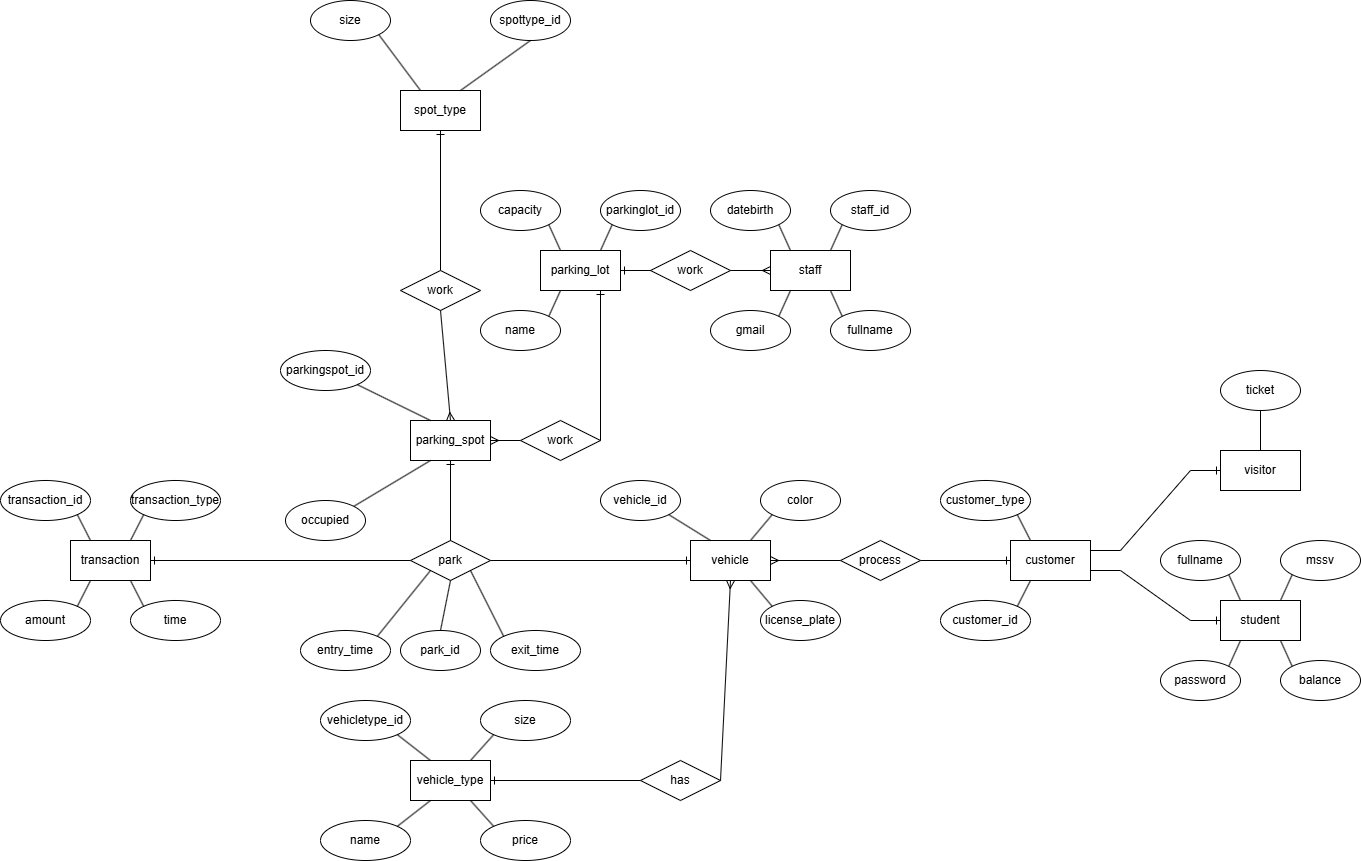 size
spottype_id
spot_type
capacity
parkinglot_id
datebirth
staff_id
parking_lot
work
staff
work
name
gmail
fullname
parkingspot_id
ticket
parking_spot
work
visitor
transaction_id
transaction_type
occupied
vehicle_id
color
customer_type
transaction
park
vehicle
process
customer
fullname
mssv
amount
time
license_plate
customer_id
student
entry_time
park_id
exit_time
password
balance
vehicletype_id
size
vehicle_type
has
name
price